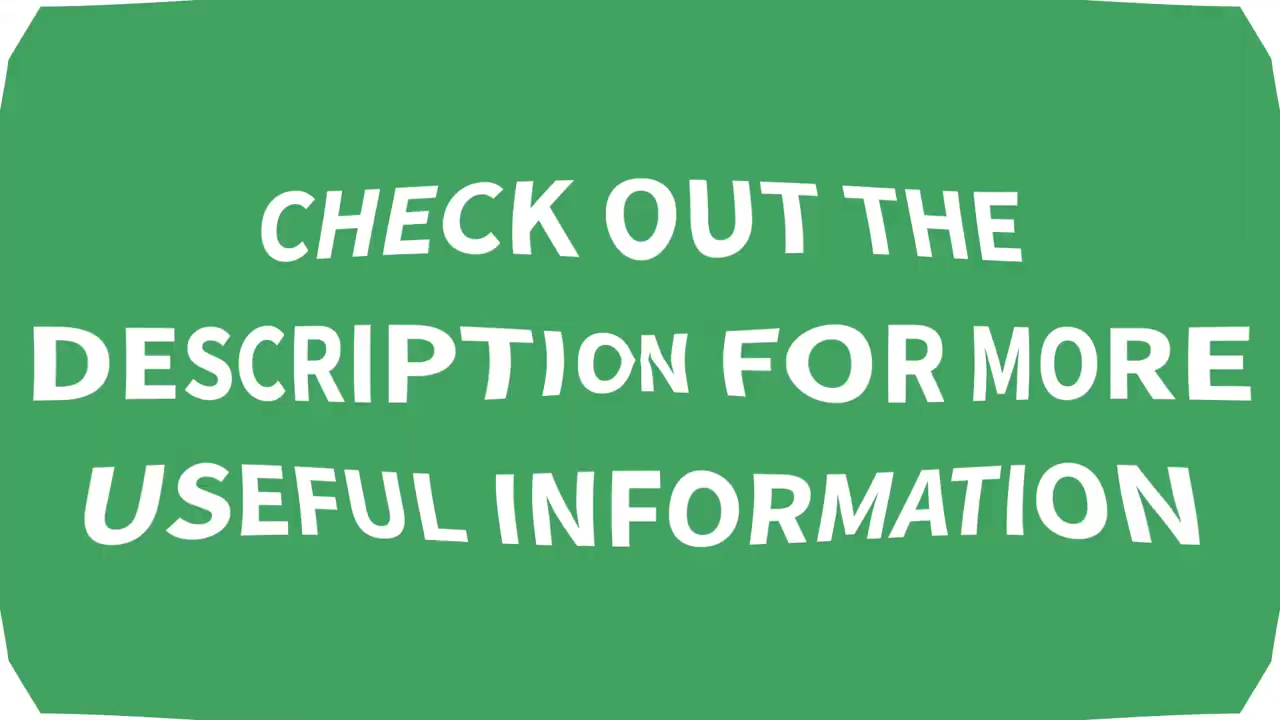 CHECK OUT THE
DESCRIPTION FOR MORE
USEFUL INFORMATION